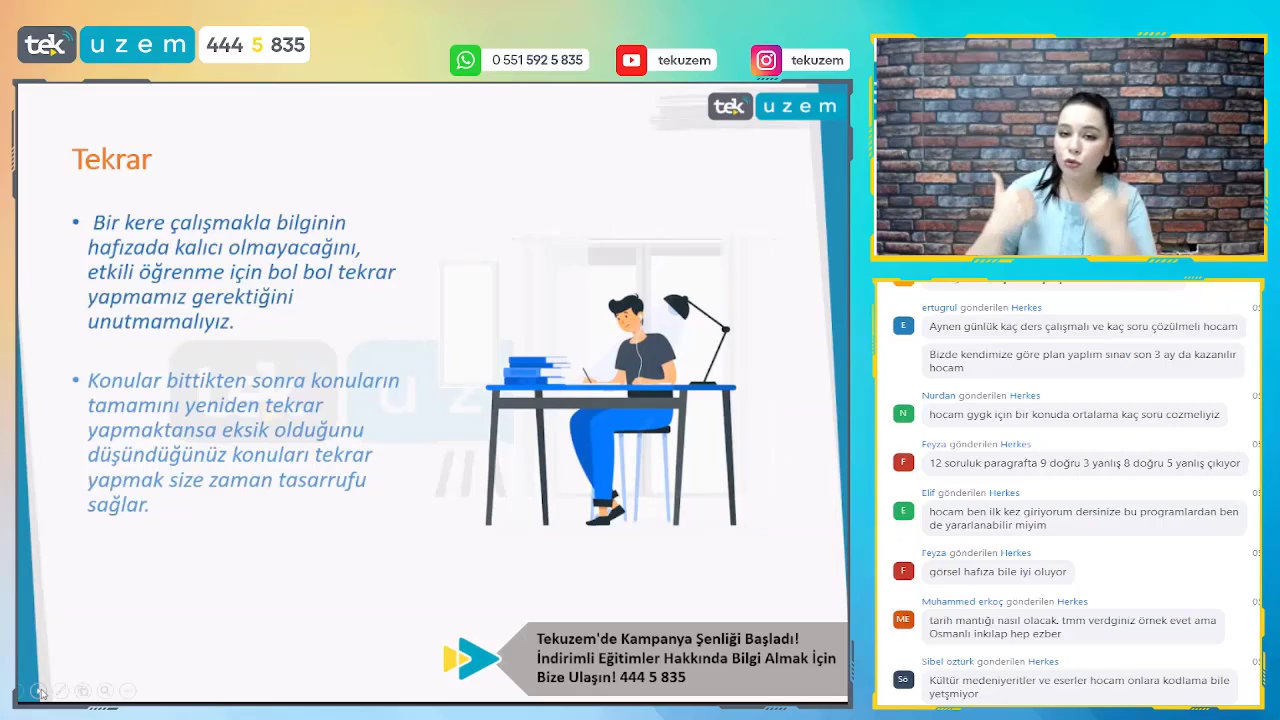 tek uzem 444 5 835
0 551 592 5 835
tekuzem
tekuzem
tek uzem
Tekrar
• Bir kere çalışmakla bilginin
hafızada kalıcı olmayacağını,
etkili öğrenme için bol bol tekrar
yapmamız gerektiğini
unutmamalıyız.
• Konular bittikten sonra konuların
tamamını yeniden tekrar
yapmaktansa eksik olduğunu
düşündüğünüz konuları tekrar
yapmak size zaman tasarrufu
sağlar.
Tekuzem'de Kampanya Şenliği Başladı!
İndirimli Eğitimler Hakkında Bilgi Almak İçin
Bize Ulaşın! 444 5 835
ertugrul gönderilen Herkes
E
Aynen günlük kaç ders çalışmalı ve kaç soru çözülmeli hocam
Bizde kendimize göre plan yaplim sınav son 3 ay da kazanılır
hocam
Nurdan gönderilen Herkes
N
hocam gygk için bir konuda ortalama kaç soru cozmeliyiz
Feyza gönderilen Herkes
F
12 soruluk paragrafta 9 doğru 3 yanlış 8 doğru 5 yanlış çıkıyor
Elif gönderilen Herkes
E
hocam ben ilk kez giriyorum dersinize bu programlardan ben
de yararlanabilir miyim
Feyza gönderilen Herkes
F
görsel hafıza bile iyi oluyor
Muhammed erkoç gönderilen Herkes
ME
tarih mantığı nasıl olacak. tmm verdginiz örnek evet ama
Osmanlı inkılap hep ezber
Sibel öztürk gönderilen Herkes
Sö
Kültür medeniyeritler ve eserler hocam onlara kodlama bile
yetşmiyor